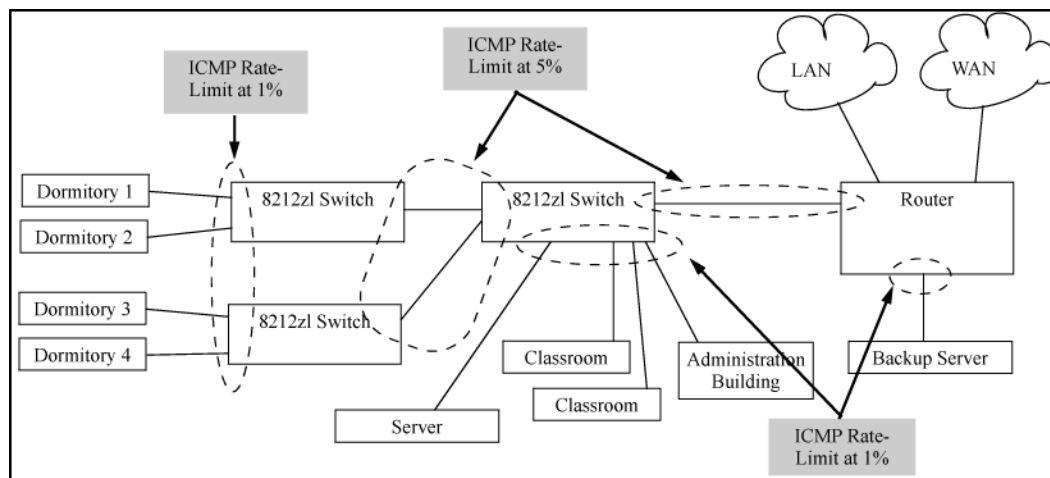 ICMP Rate-
Limit at 1%
ICMP Rate-
Limit at 5%
LAN
WAN
Dormitory 1
8212zl Switch
8212zl Switch
Router
Dormitory 2
Dormitory 3
8212zl Switch
Dormitory 4
Classroom
Administration
Building
Backup Server
Classroom
Server
ICMP Rate-
Limit at 1%